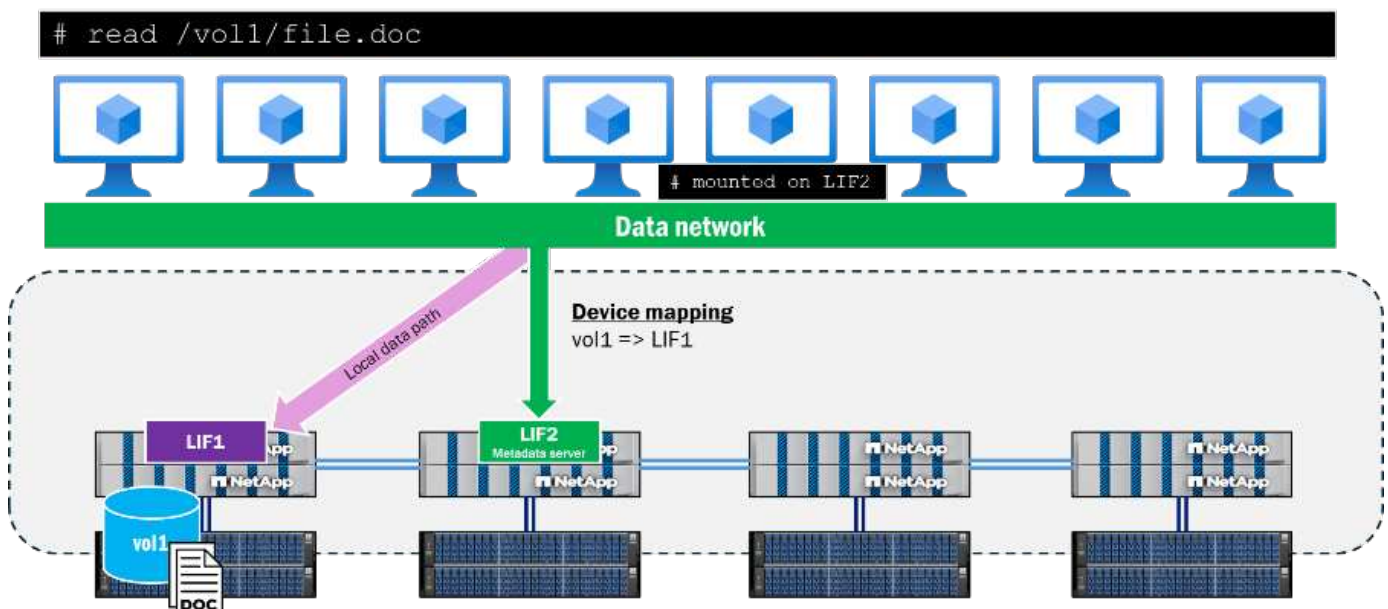 # read /vol1/file.doc
# mounted on LIF2
Data network
Local data path
Device mapping
vol1 => LIF1
LIF1
LIF2
Metadata server
NetApp
NetApp
NetApp
NetApp
NetApp
NetApp
NetApp
vol1
DOC